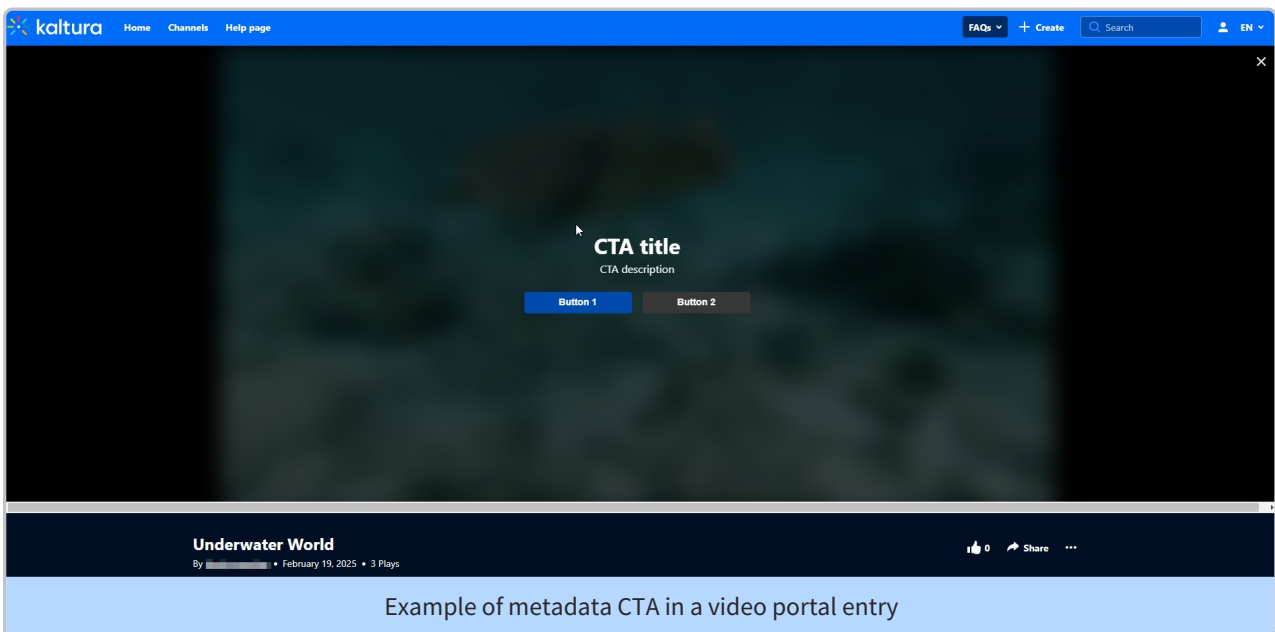 kaltura Home Channels Help page FAQs + Create Search EN
CTA title
CTA description
Button 1 Button 2
Underwater World
0 Share •••
By • February 19, 2025 • 3 Plays
Example of metadata CTA in a video portal entry